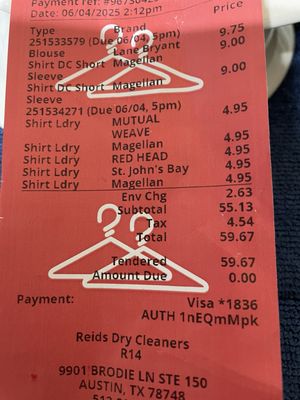 Payment ref: #967364
Date: 06/04/2025 2:12pm
Type Brand Price
251533579 (Due 06/04, 5pm) 9.75
Blouse Lane Bryant 9.00
Shirt DC Short Magellan
Sleeve 9.00
Shirt DC Short Magellan
Sleeve
251534271 (Due 06/04, 5pm) 4.95
Shirt Ldry MUTUAL
WEAVE 4.95
Shirt Ldry Magellan 4.95
Shirt Ldry RED HEAD 4.95
Shirt Ldry St. John's Bay 4.95
Shirt Ldry Magellan
Env Chg 2.63
Subtotal 55.13
Tax 4.54
Total 59.67
Tendered 59.67
Amount Due 0.00
Payment: Visa *1836
AUTH 1nEQmMpk
Reids Dry Cleaners
R14
9901 BRODIE LN STE 150
AUSTIN, TX 78748